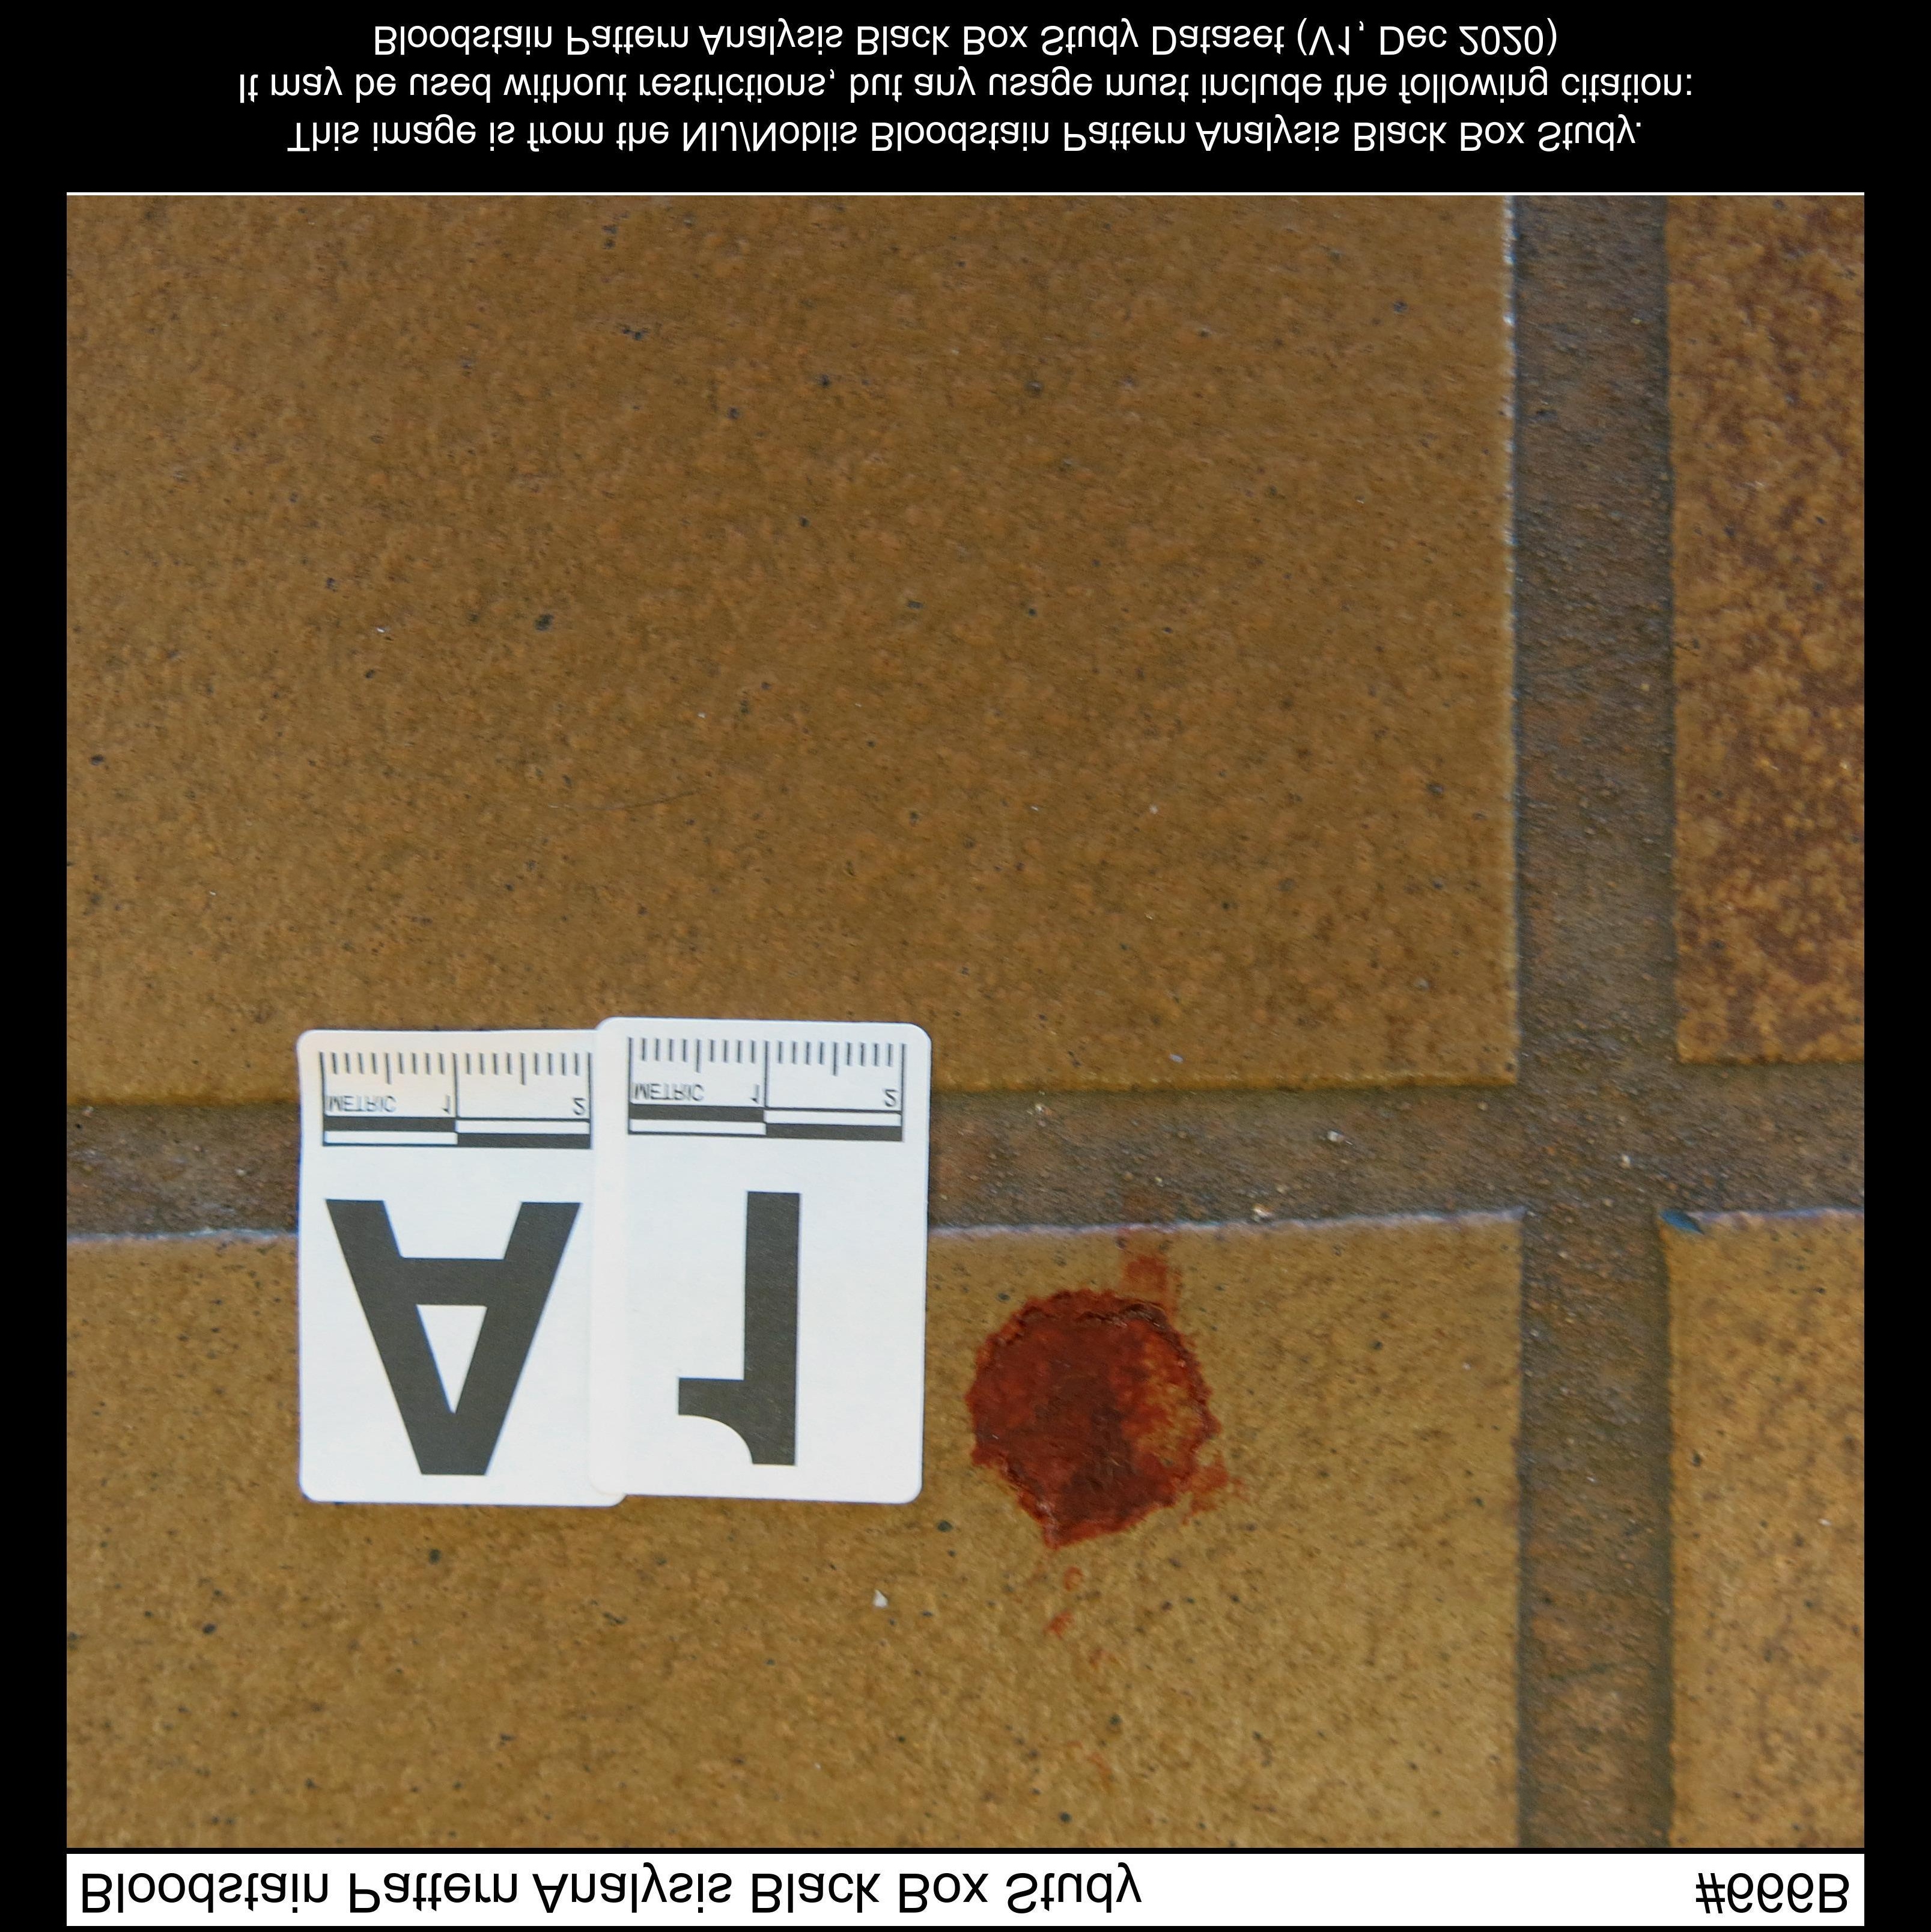 Bloodstain Pattern Analysis Black Box Study #666B
A 1
METRIC 1 2 METRIC 1 2
This image is from the NIJ/Noblis Bloodstain Pattern Analysis Black Box Study.
It may be used without restrictions, but any usage must include the following citation:
Bloodstain Pattern Analysis Black Box Study Dataset (V1, Dec 2020)